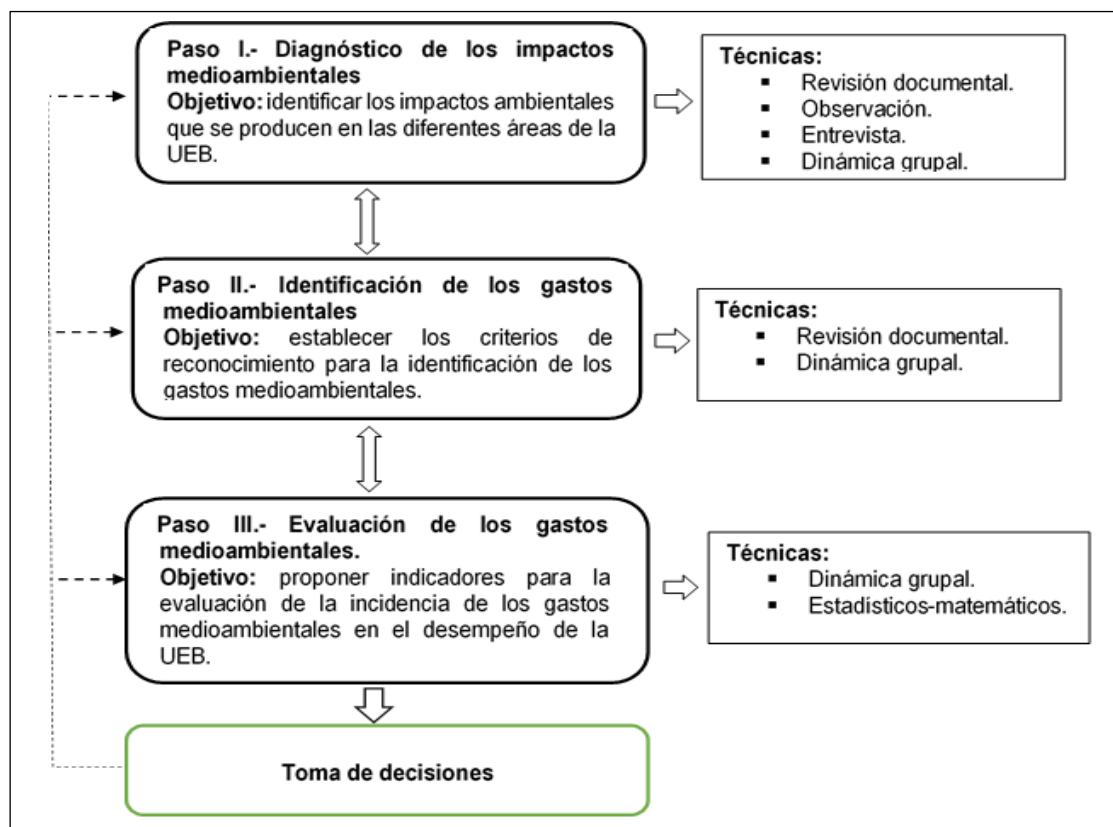 Paso I.- Diagnóstico de los impactos
medioambientales
Objetivo: identificar los impactos ambientales
que se producen en las diferentes áreas de la
UEB.
Técnicas:
▪ Revisión documental.
▪ Observación.
▪ Entrevista.
▪ Dinámica grupal.
Paso II.- Identificación de los gastos
medioambientales
Objetivo: establecer los criterios de
reconocimiento para la identificación de los
gastos medioambientales.
Técnicas:
▪ Revisión documental.
▪ Dinámica grupal.
Paso III.- Evaluación de los gastos
medioambientales.
Objetivo: proponer indicadores para la
evaluación de la incidencia de los gastos
medioambientales en el desempeño de la
UEB.
Técnicas:
▪ Dinámica grupal.
▪ Estadísticos-matemáticos.
Toma de decisiones